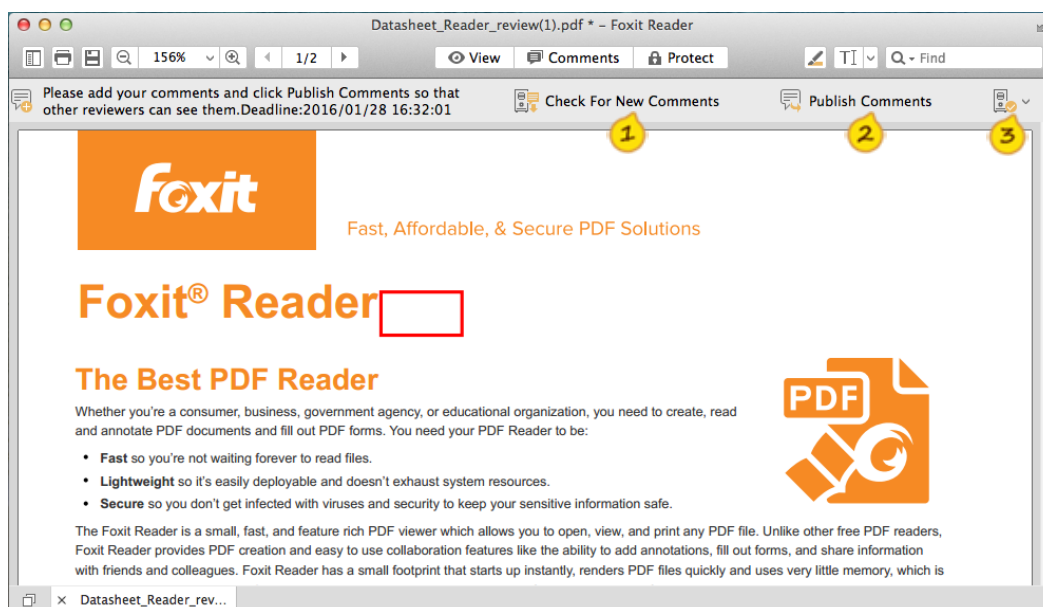 Datasheet_Reader_review(1).pdf * – Foxit Reader
156% 1/2 View Comments Protect TI Find
Please add your comments and click Publish Comments so that
other reviewers can see them.Deadline:2016/01/28 16:32:01
Check For New Comments
Publish Comments
1 2 3
foxit
Fast, Affordable, & Secure PDF Solutions
Foxit® Reader
The Best PDF Reader
Whether you're a consumer, business, government agency, or educational organization, you need to create, read
and annotate PDF documents and fill out PDF forms. You need your PDF Reader to be:
• Fast so you're not waiting forever to read files.
• Lightweight so it's easily deployable and doesn't exhaust system resources.
• Secure so you don't get infected with viruses and security to keep your sensitive information safe.
PDF
The Foxit Reader is a small, fast, and feature rich PDF viewer which allows you to open, view, and print any PDF file. Unlike other free PDF readers,
Foxit Reader provides PDF creation and easy to use collaboration features like the ability to add annotations, fill out forms, and share information
with friends and colleagues. Foxit Reader has a small footprint that starts up instantly, renders PDF files quickly and uses very little memory, which is
Datasheet_Reader_rev...